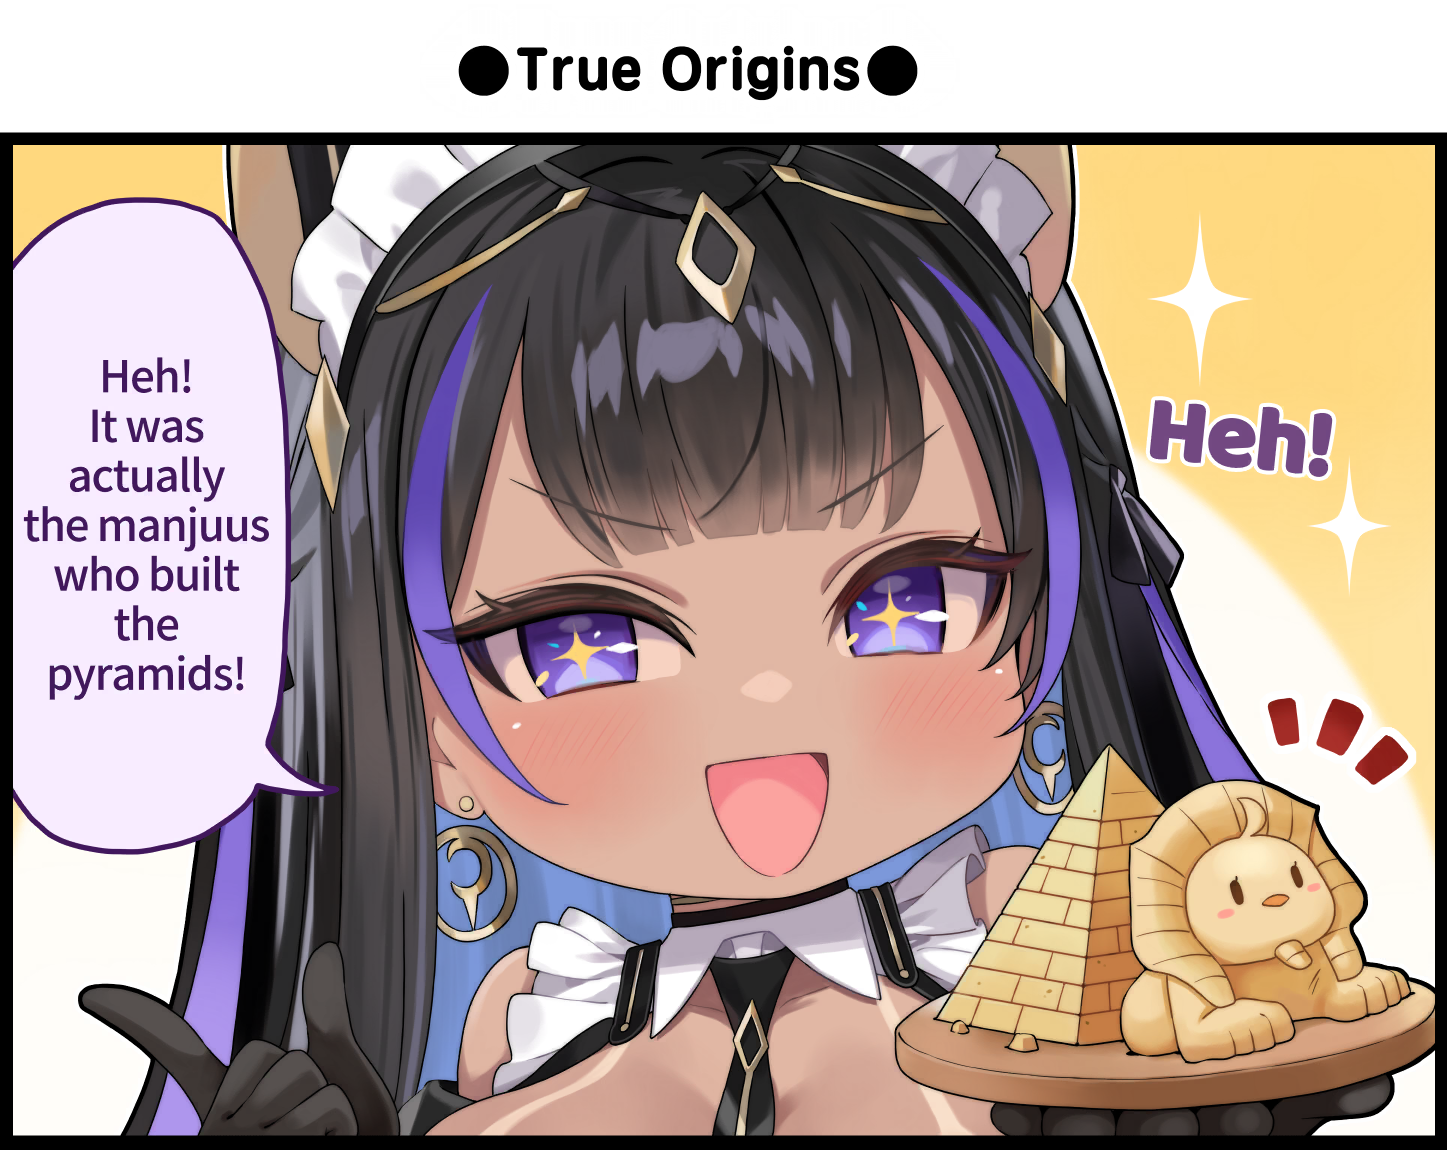 ●True Origins●
Heh!
It was
actually
the manjuus
who built
the
pyramids!
Heh!